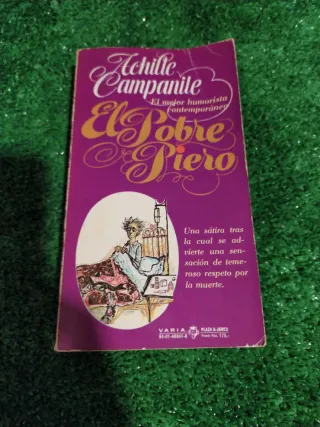 Achille
Campanile
El mejor humorista
contemporáneo
El Pobre
Piero
Una sátira tras
la cual se ad-
vierte una sen-
sación de teme-
roso respeto por
la muerte.
VARIA
PLAZA & JANES